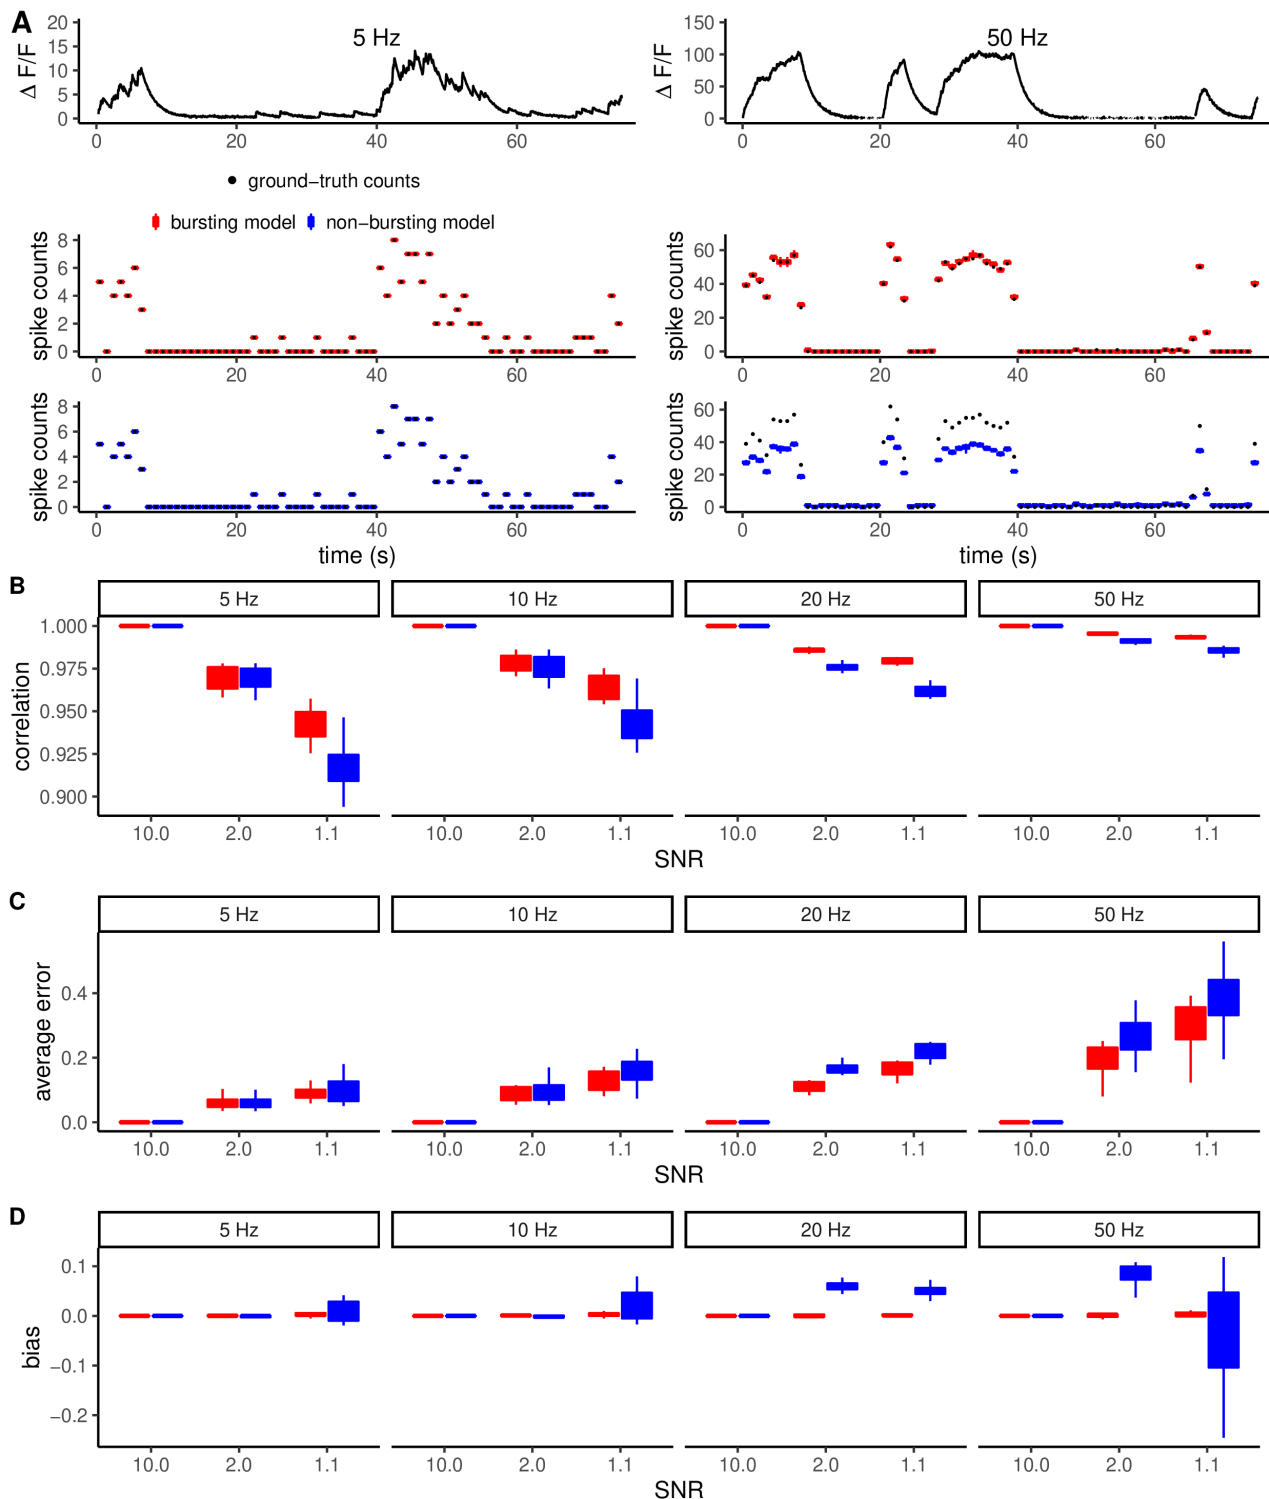 A
5 Hz
50 Hz
Δ F/F
20
15
10
5
0
0 20 40 60
Δ F/F
150
100
50
0
0 20 40 60
ground−truth counts
bursting model non−bursting model
spike counts
8
6
4
2
0
0 20 40 60
spike counts
60
40
20
0
0 20 40 60
spike counts
8
6
4
2
0
0 20 40 60
time (s)
spike counts
60
40
20
0
0 20 40 60
time (s)
B
5 Hz 10 Hz 20 Hz 50 Hz
correlation
1.000
0.975
0.950
0.925
0.900
10.0 2.0 1.1 10.0 2.0 1.1 10.0 2.0 1.1 10.0 2.0 1.1
SNR
C
5 Hz 10 Hz 20 Hz 50 Hz
average error
0.4
0.2
0.0
10.0 2.0 1.1 10.0 2.0 1.1 10.0 2.0 1.1 10.0 2.0 1.1
SNR
D
5 Hz 10 Hz 20 Hz 50 Hz
bias
0.1
0.0
−0.1
−0.2
10.0 2.0 1.1 10.0 2.0 1.1 10.0 2.0 1.1 10.0 2.0 1.1
SNR